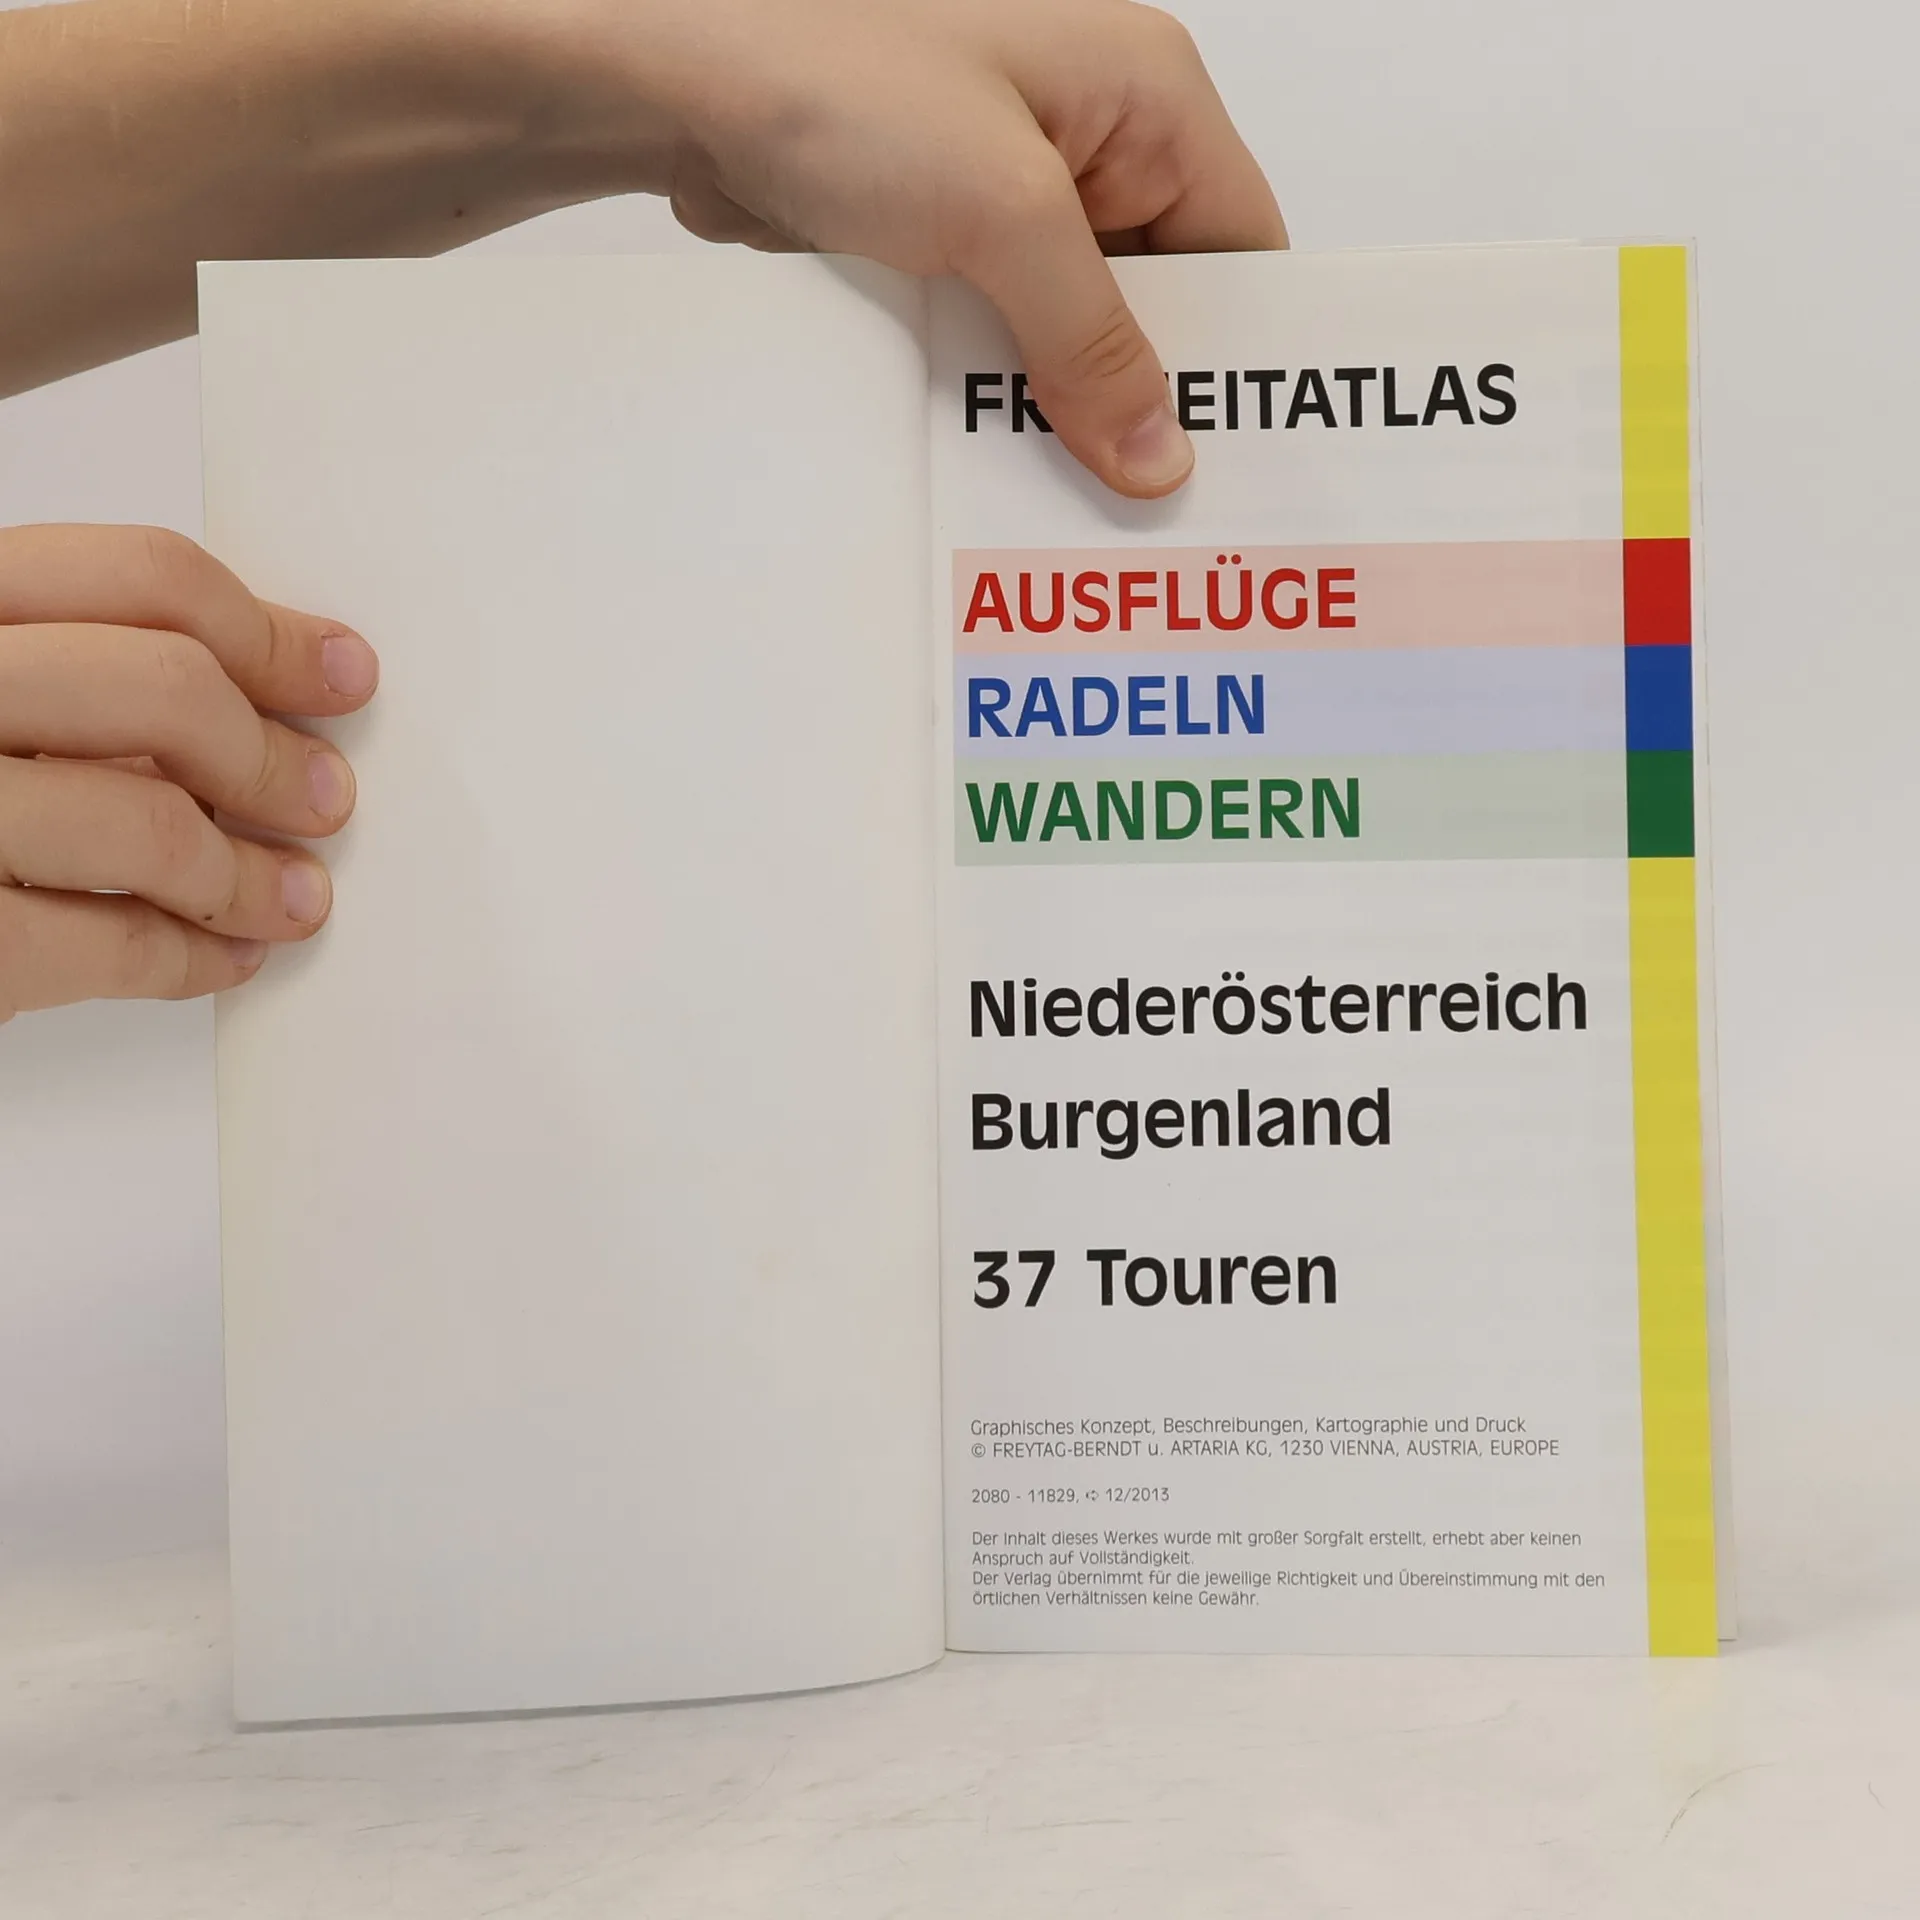 FR EITATLAS
AUSFLÜGE
RADELN
WANDERN
Niederösterreich
Burgenland
37 Touren
Graphisches Konzept, Beschreibungen, Kartographie und Druck
© FREYTAG-BERNDT u. ARTARIA KG, 1230 VIENNA, AUSTRIA, EUROPE
2080 - 11829, ➪ 12/2013
Der Inhalt dieses Werkes wurde mit großer Sorgfalt erstellt, erhebt aber keinen
Anspruch auf Vollständigkeit.
Der Verlag übernimmt für die jeweilige Richtigkeit und Übereinstimmung mit den
örtlichen Verhältnissen keine Gewähr.